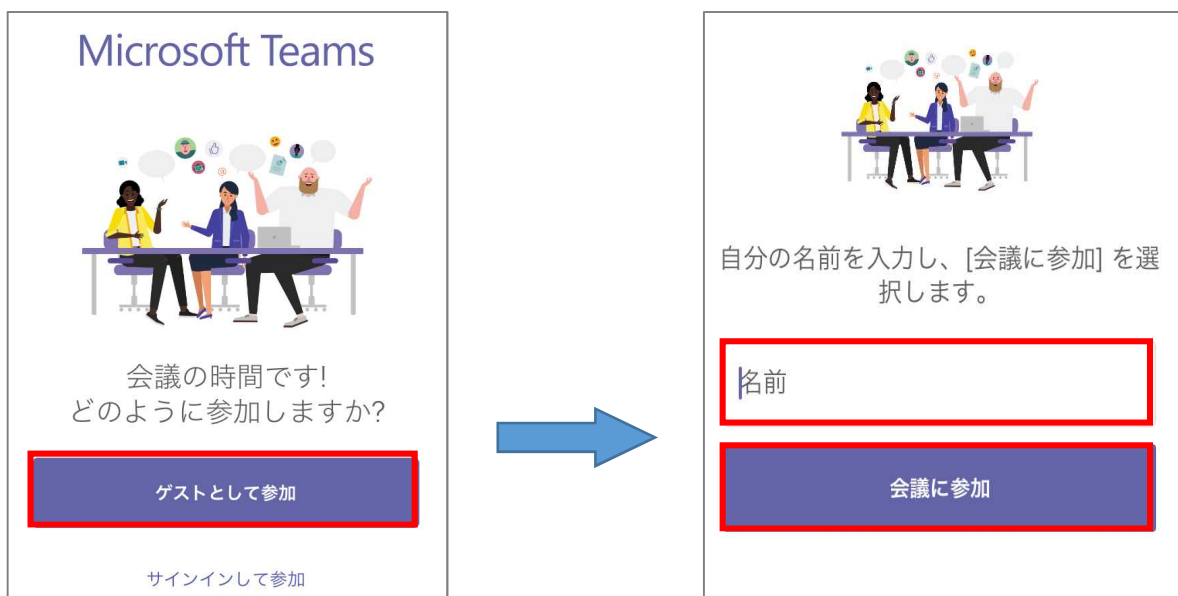 Microsoft Teams
会議の時間です!
どのように参加しますか?
ゲストとして参加
サインインして参加
自分の名前を入力し、[会議に参加] を選
択します。
名前
会議に参加